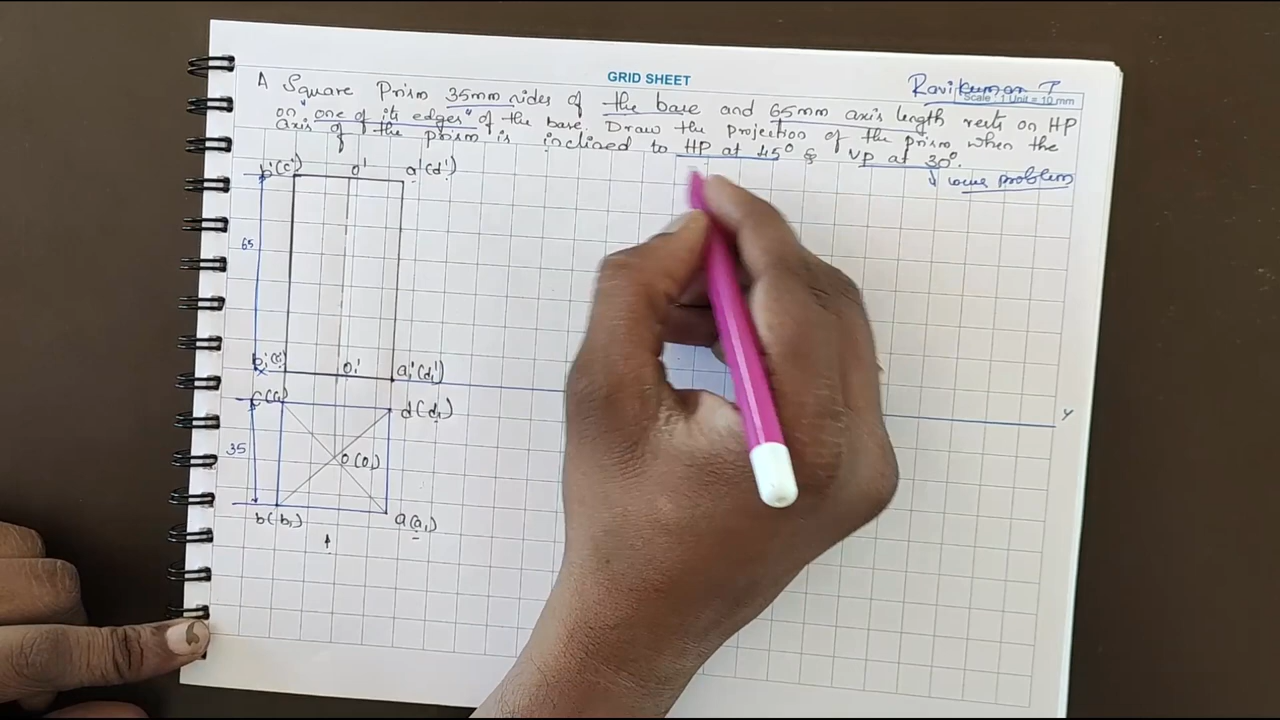 GRID SHEET
Ravikumar T
Scale : 1 Unit = 10 mm
A Square Prism 35mm sides of the base and 65mm axis length rests on HP
on "one of its edges" of the base. Draw the projection of the prism when the
axis of the prism is inclined to HP at 45° & VP at 30°.
locus problem
b'(c') o' a'(d')
65
b₁'(c₁') o₁' a₁'(d₁')
c(c₁) d(d₁)
y
35
o(o₁)
b(b₁) a(a₁)